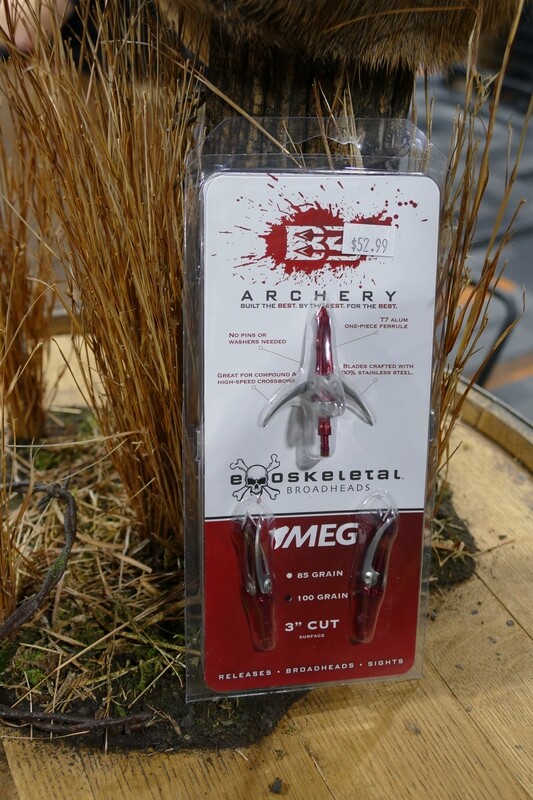 $52.99
ARCHERY
BUILT THE BEST. BY THE BEST. FOR THE BEST.
NO PINS OR
WASHERS NEEDED
T7 ALUM
ONE-PIECE FERRULE
GREAT FOR COMPOUND &
HIGH-SPEED CROSSBOWS
BLADES CRAFTED WITH
100% STAINLESS STEEL.
exoskeletal
BROADHEADS
OMEG
85 GRAIN
100 GRAIN
3" CUT
SURFACE
RELEASES • BROADHEADS • SIGHTS